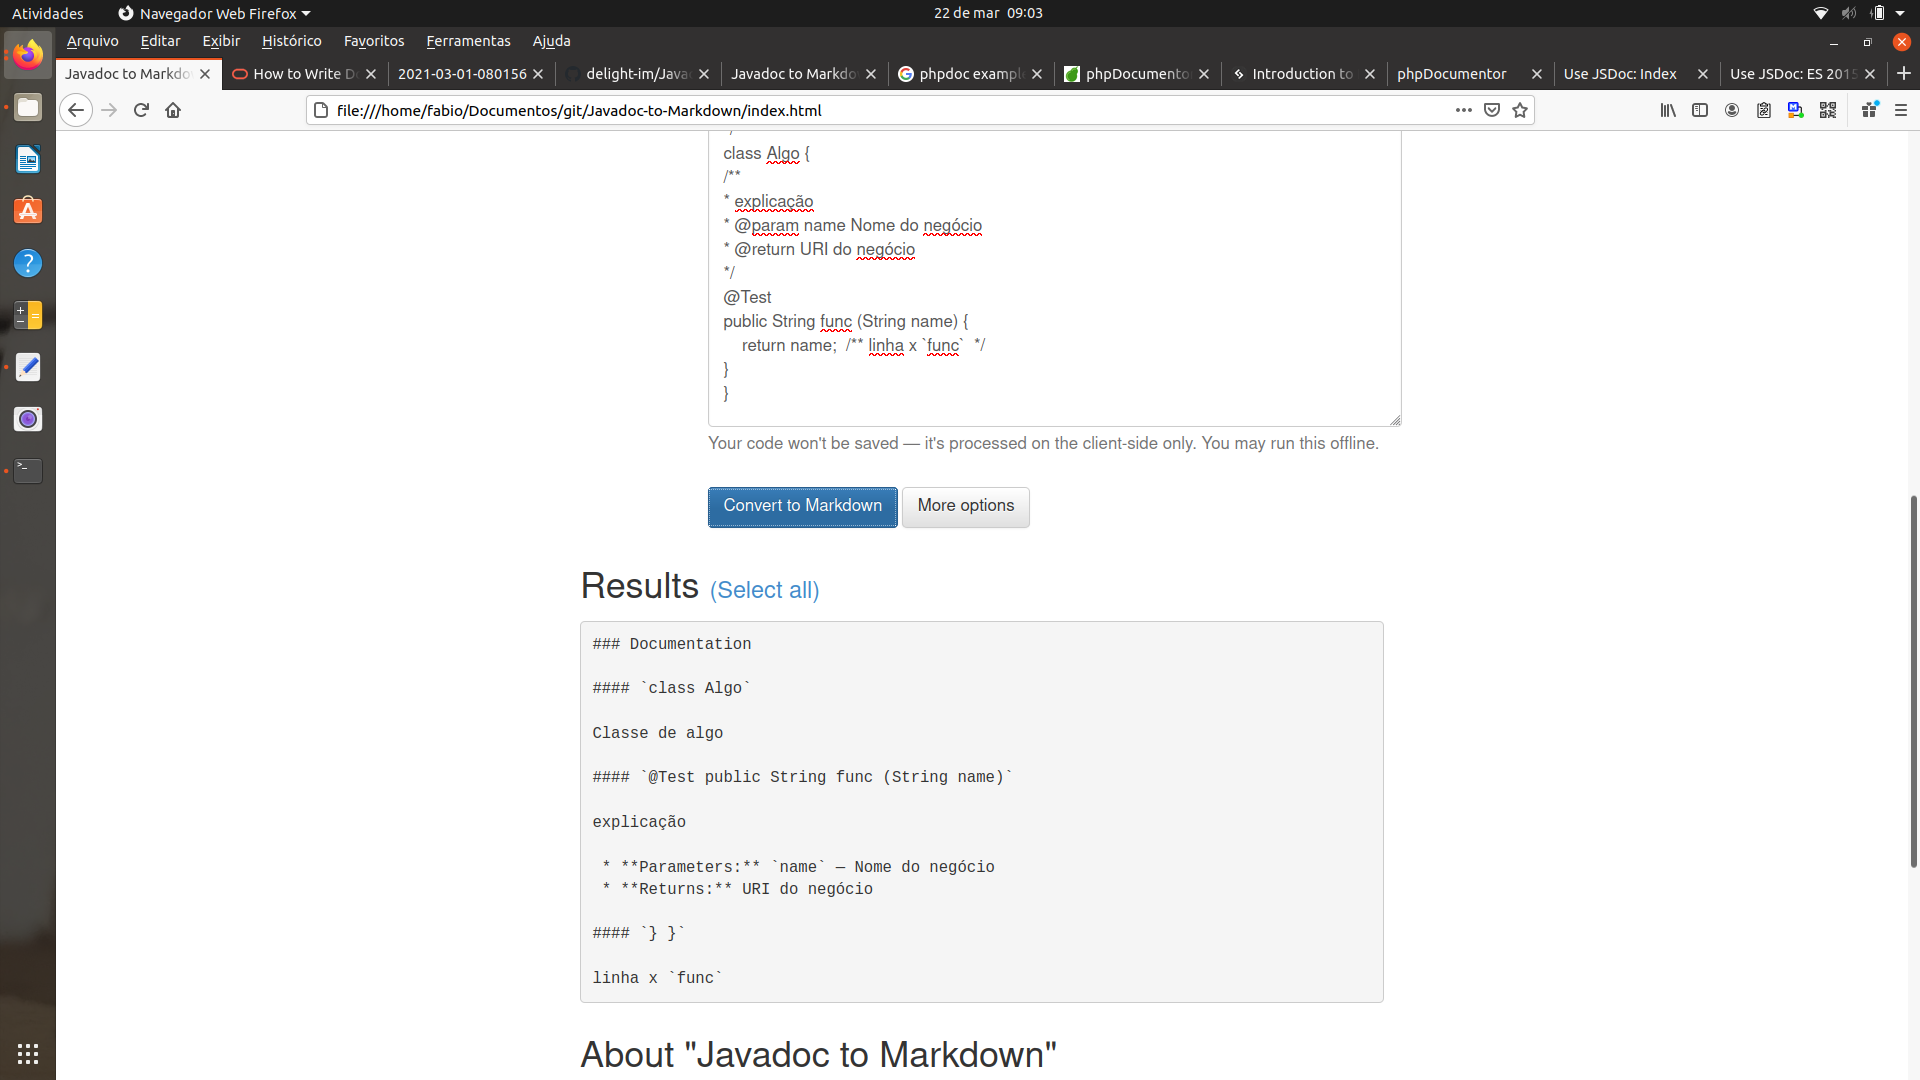 Atividades
Navegador Web Firefox
22 de mar 09:03
Arquivo Editar Exibir Histórico Favoritos Ferramentas Ajuda
Javadoc to Markdo
How to Write D
2021-03-01-080156
delight-im/Java
Javadoc to Markdo
phpdoc exampl
phpDocumento
Introduction to
phpDocumentor
Use JSDoc: Index
Use JSDoc: ES 2015
file:///home/fabio/Documentos/git/Javadoc-to-Markdown/index.html
class Algo {
/**
* explicação
* @param name Nome do negócio
* @return URI do negócio
*/
@Test
public String func (String name) {
return name;  /** linha x `func`  */
}
}
Your code won't be saved — it's processed on the client-side only. You may run this offline.
Convert to Markdown
More options
Results (Select all)
### Documentation
#### `class Algo`
Classe de algo
#### `@Test public String func (String name)`
explicação
* **Parameters:** `name` — Nome do negócio
* **Returns:** URI do negócio
#### `} }`
linha x `func`
About "Javadoc to Markdown"